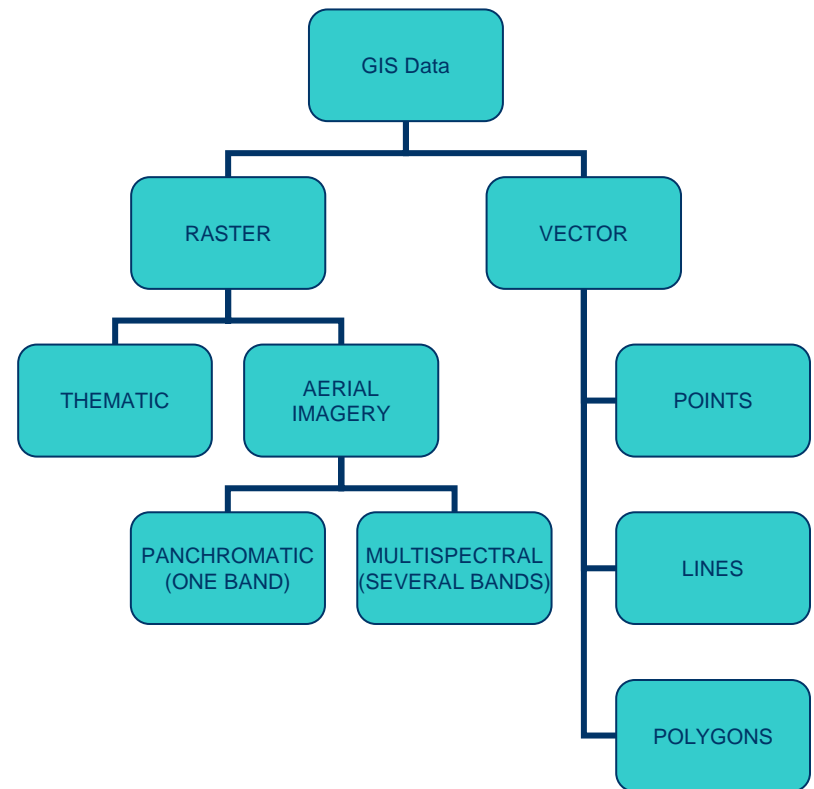 GIS Data
RASTER
VECTOR
THEMATIC
AERIAL
IMAGERY
POINTS
PANCHROMATIC
(ONE BAND)
MULTISPECTRAL
(SEVERAL BANDS)
LINES
POLYGONS